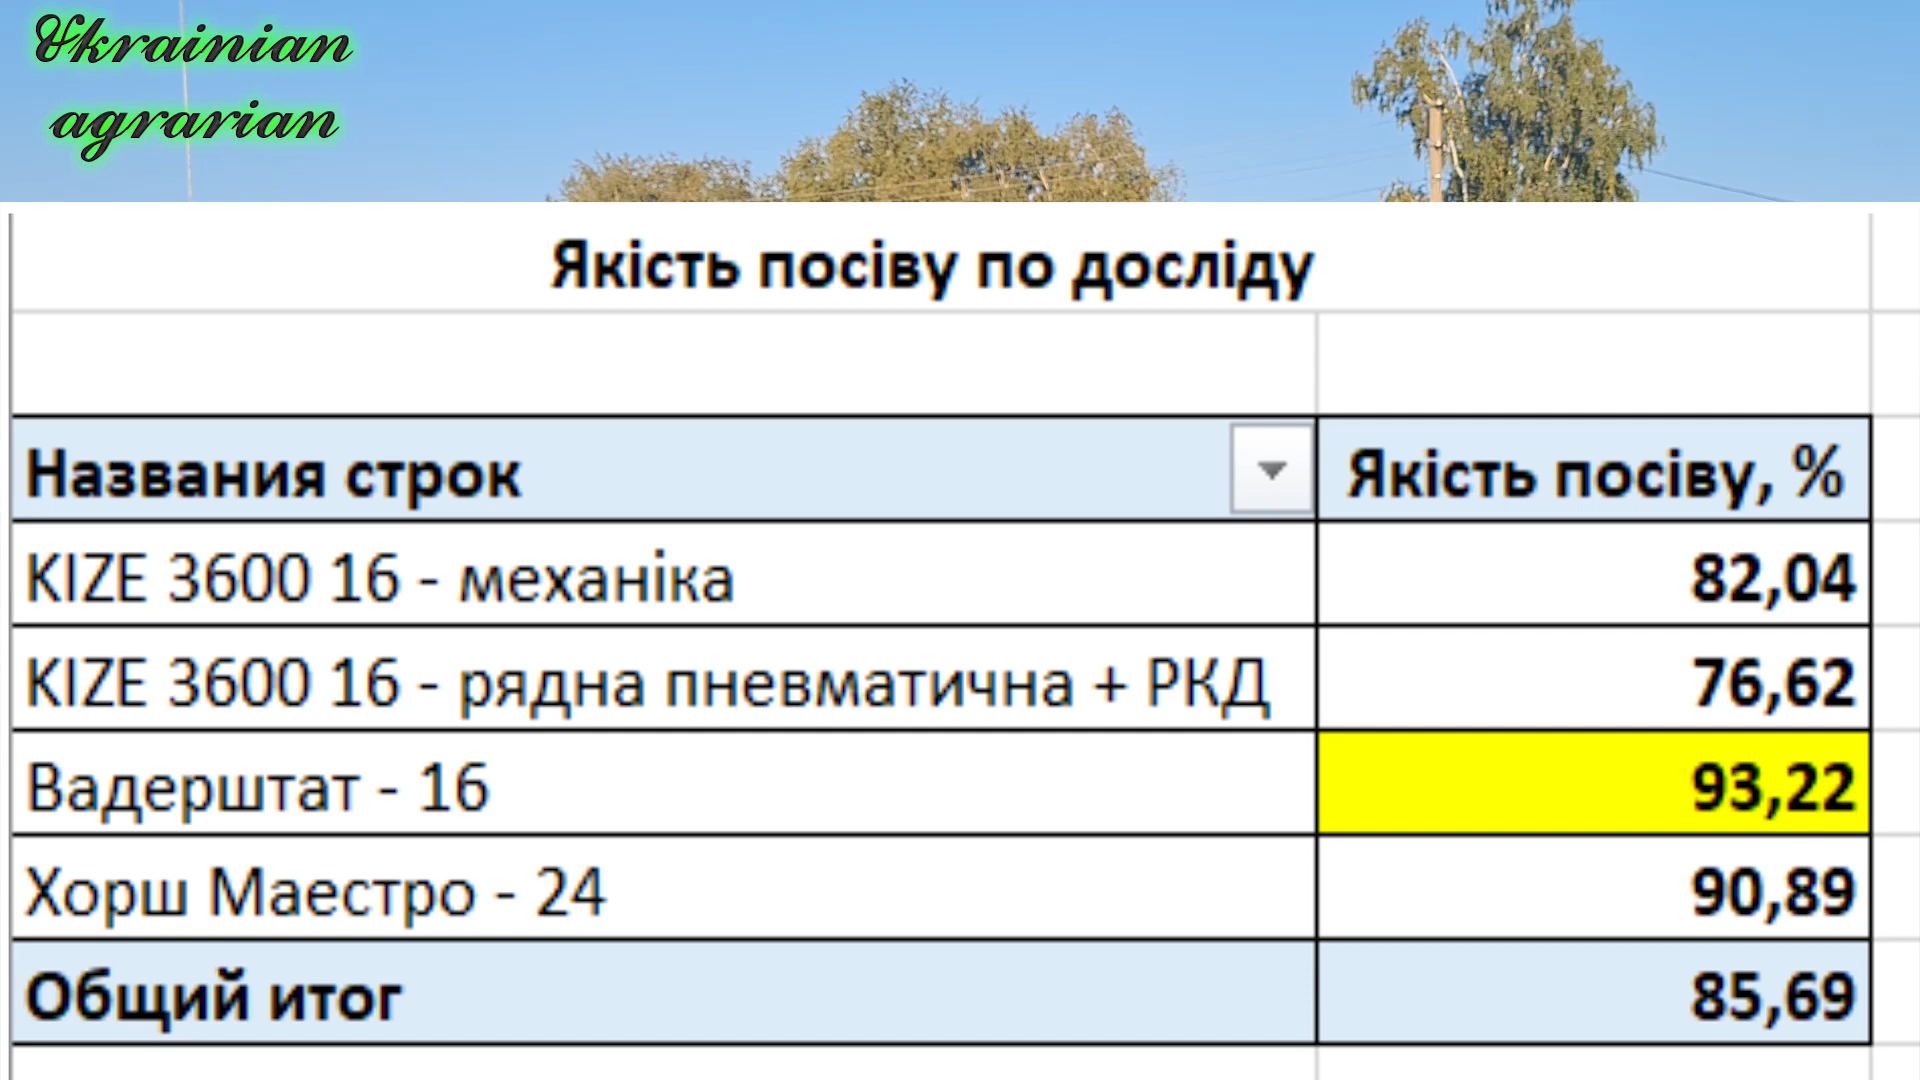 Ukrainian
agrarian
Якість посіву по досліду
Названия строк Якість посіву, %
KIZE 3600 16 - механіка 82,04
KIZE 3600 16 - рядна пневматична + РКД 76,62
Вадерштат - 16 93,22
Хорш Маестро - 24 90,89
Общий итог 85,69